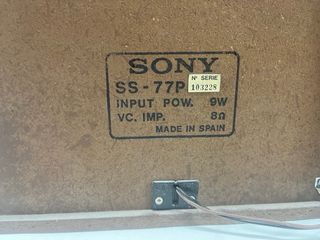 SONY
Nº SERIE
SS-77P 103228
INPUT POW. 9W
VC. IMP. 8Ω
MADE IN SPAIN